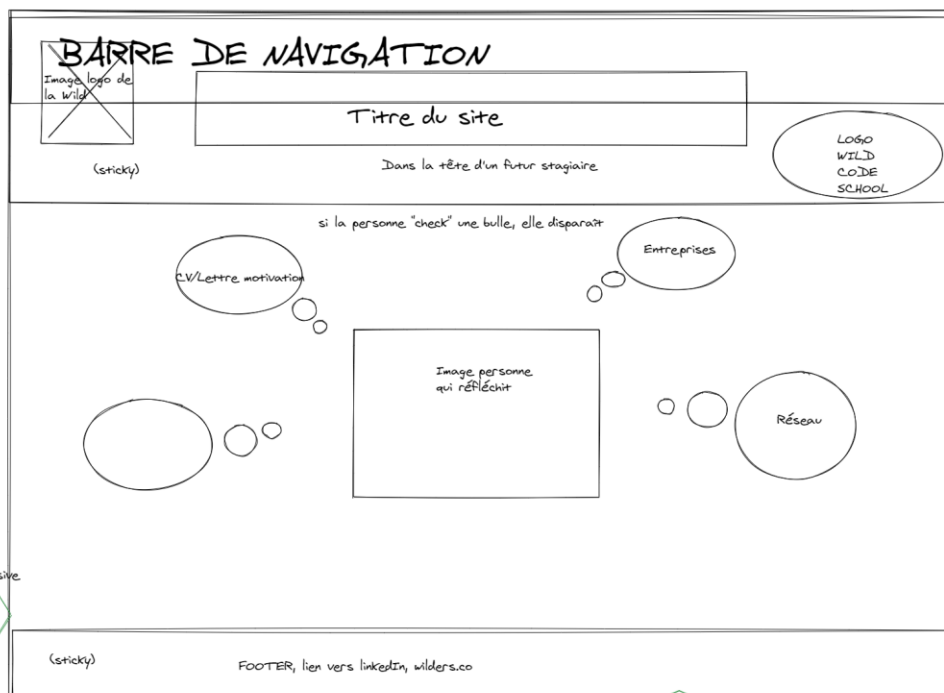 BARRE DE NAVIGATION
Image logo de
la Wild
Titre du site
(sticky)
Dans la tête d'un futur stagiaire
LOGO
WILD
CODE
SCHOOL
si la personne "check" une bulle, elle disparaît
CV/Lettre motivation
Entreprises
Image personne
qui réfléchit
Réseau
(sticky)
FOOTER, lien vers linkedIn, wilders.co